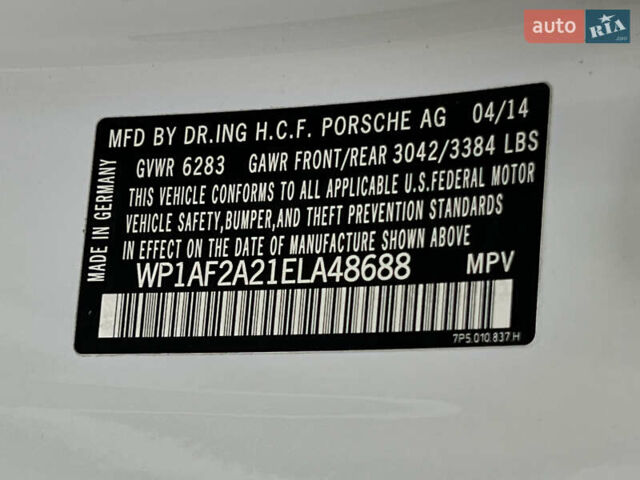 auto RIA.com
MFD BY DR.ING H.C.F. PORSCHE AG 04/14
GVWR 6283 GAWR FRONT/REAR 3042/3384 LBS
THIS VEHICLE CONFORMS TO ALL APPLICABLE U.S.FEDERAL MOTOR
VEHICLE SAFETY,BUMPER,AND THEFT PREVENTION STANDARDS
IN EFFECT ON THE DATE OF MANUFACTURE SHOWN ABOVE
WP1AF2A21ELA48688 MPV
7P5.010.837.H
MADE IN GERMANY